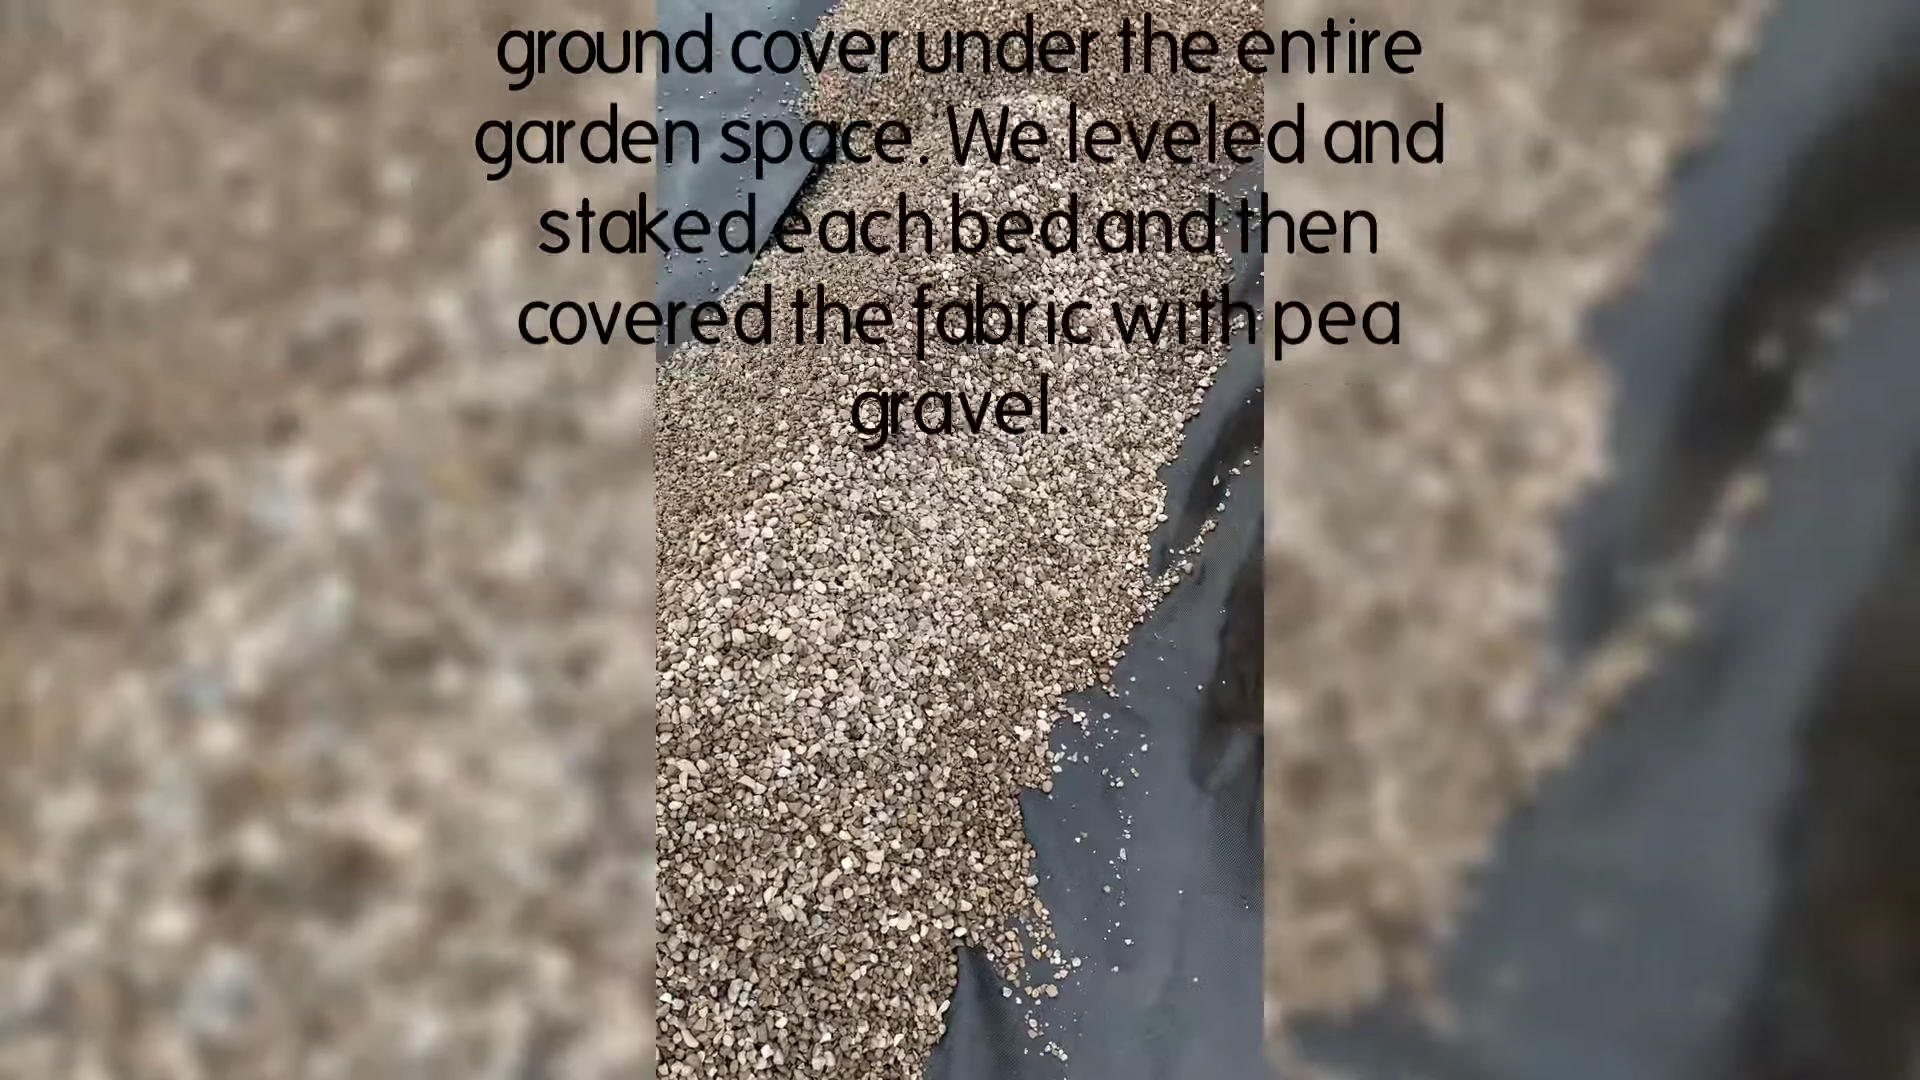 ground cover under the entire
garden space. We leveled and
staked each bed and then
covered the fabric with pea
gravel.